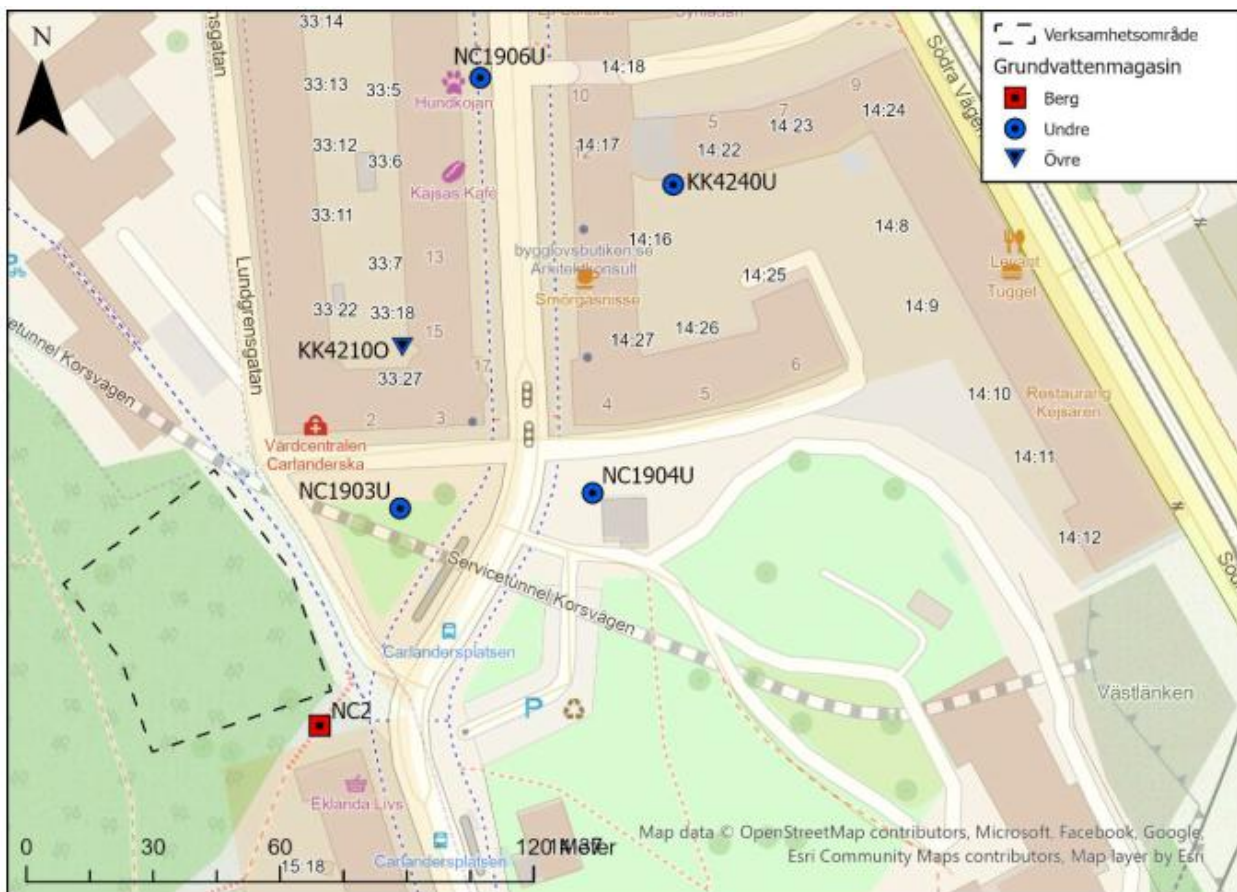 N
33:14
NC1906U
14:18
Södra Vägen
Verksamhetsområde
Grundvattenmagasin
Berg
Undre
Övre
33:13
33:5
Hundkojan
10
5
7
9
14:23
14:24
33:12
33:6
14:17
12
14:22
Kajsas Kafé
KK4240U
33:11
14:16
14:8
33:7
13
bygglovsbutiken.se
Arkitektkonsult
14:25
Levant
Lundgrensgatan
Smörgåsnisse
Tugget
33:22
33:18
15
14:27
14:26
14:9
KK4210O
33:27
17
6
2
3
4
5
14:10
Restaurang
Kejsaren
Vårdcentralen
Carlanderska
14:11
NC1903U
NC1904U
14:12
Servicetunnel Korsvägen
Carlandersplatsen
Västlänken
NC2
P
Eklanda Livs
0
30
60
120 Meter
15:18
Carlandersplatsen
Map data © OpenStreetMap contributors, Microsoft, Facebook, Google,
Esri Community Maps contributors, Map layer by Esri